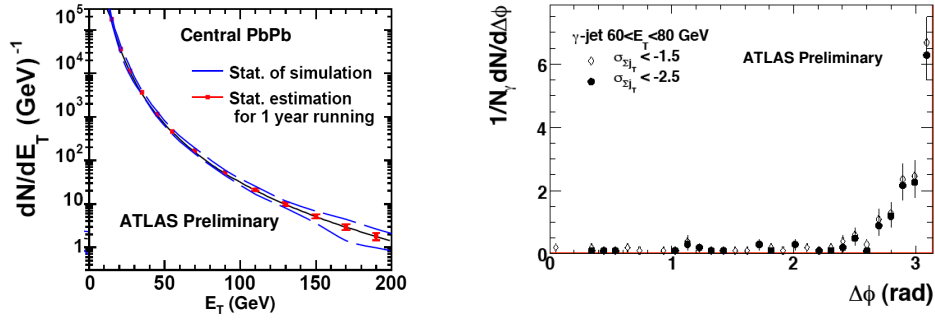 Central PbPb
Stat. of simulation
Stat. estimation
for 1 year running
ATLAS Preliminary
dN/dE_T (GeV)^-1
10^5
10^4
10^3
10^2
10
1
0 50 100 150 200
E_T (GeV)
γ-jet 60<E_T<80 GeV
σ_Σj_T < -1.5
σ_Σj_T < -2.5
ATLAS Preliminary
1/N_γ dN/dΔϕ
6
4
2
0
0 1 2 3
Δϕ (rad)